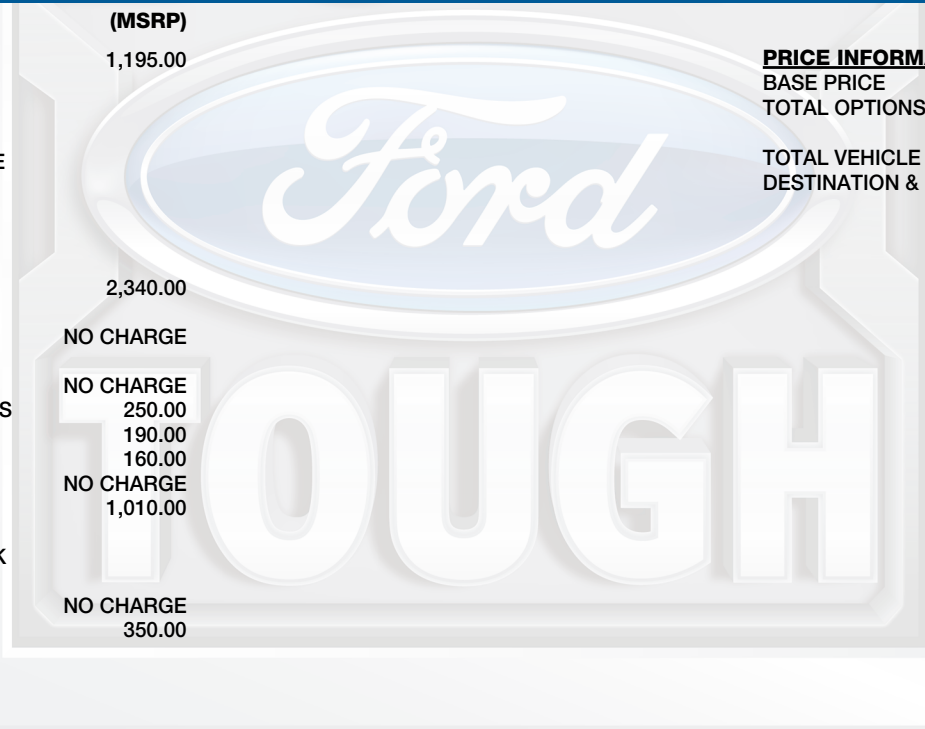 (MSRP)
1,195.00
E
2,340.00
NO CHARGE
NO CHARGE
S
250.00
190.00
160.00
NO CHARGE
1,010.00
K
NO CHARGE
350.00
PRICE INFORMA
BASE PRICE
TOTAL OPTIONS
TOTAL VEHICLE
DESTINATION &
Ford
TOUGH